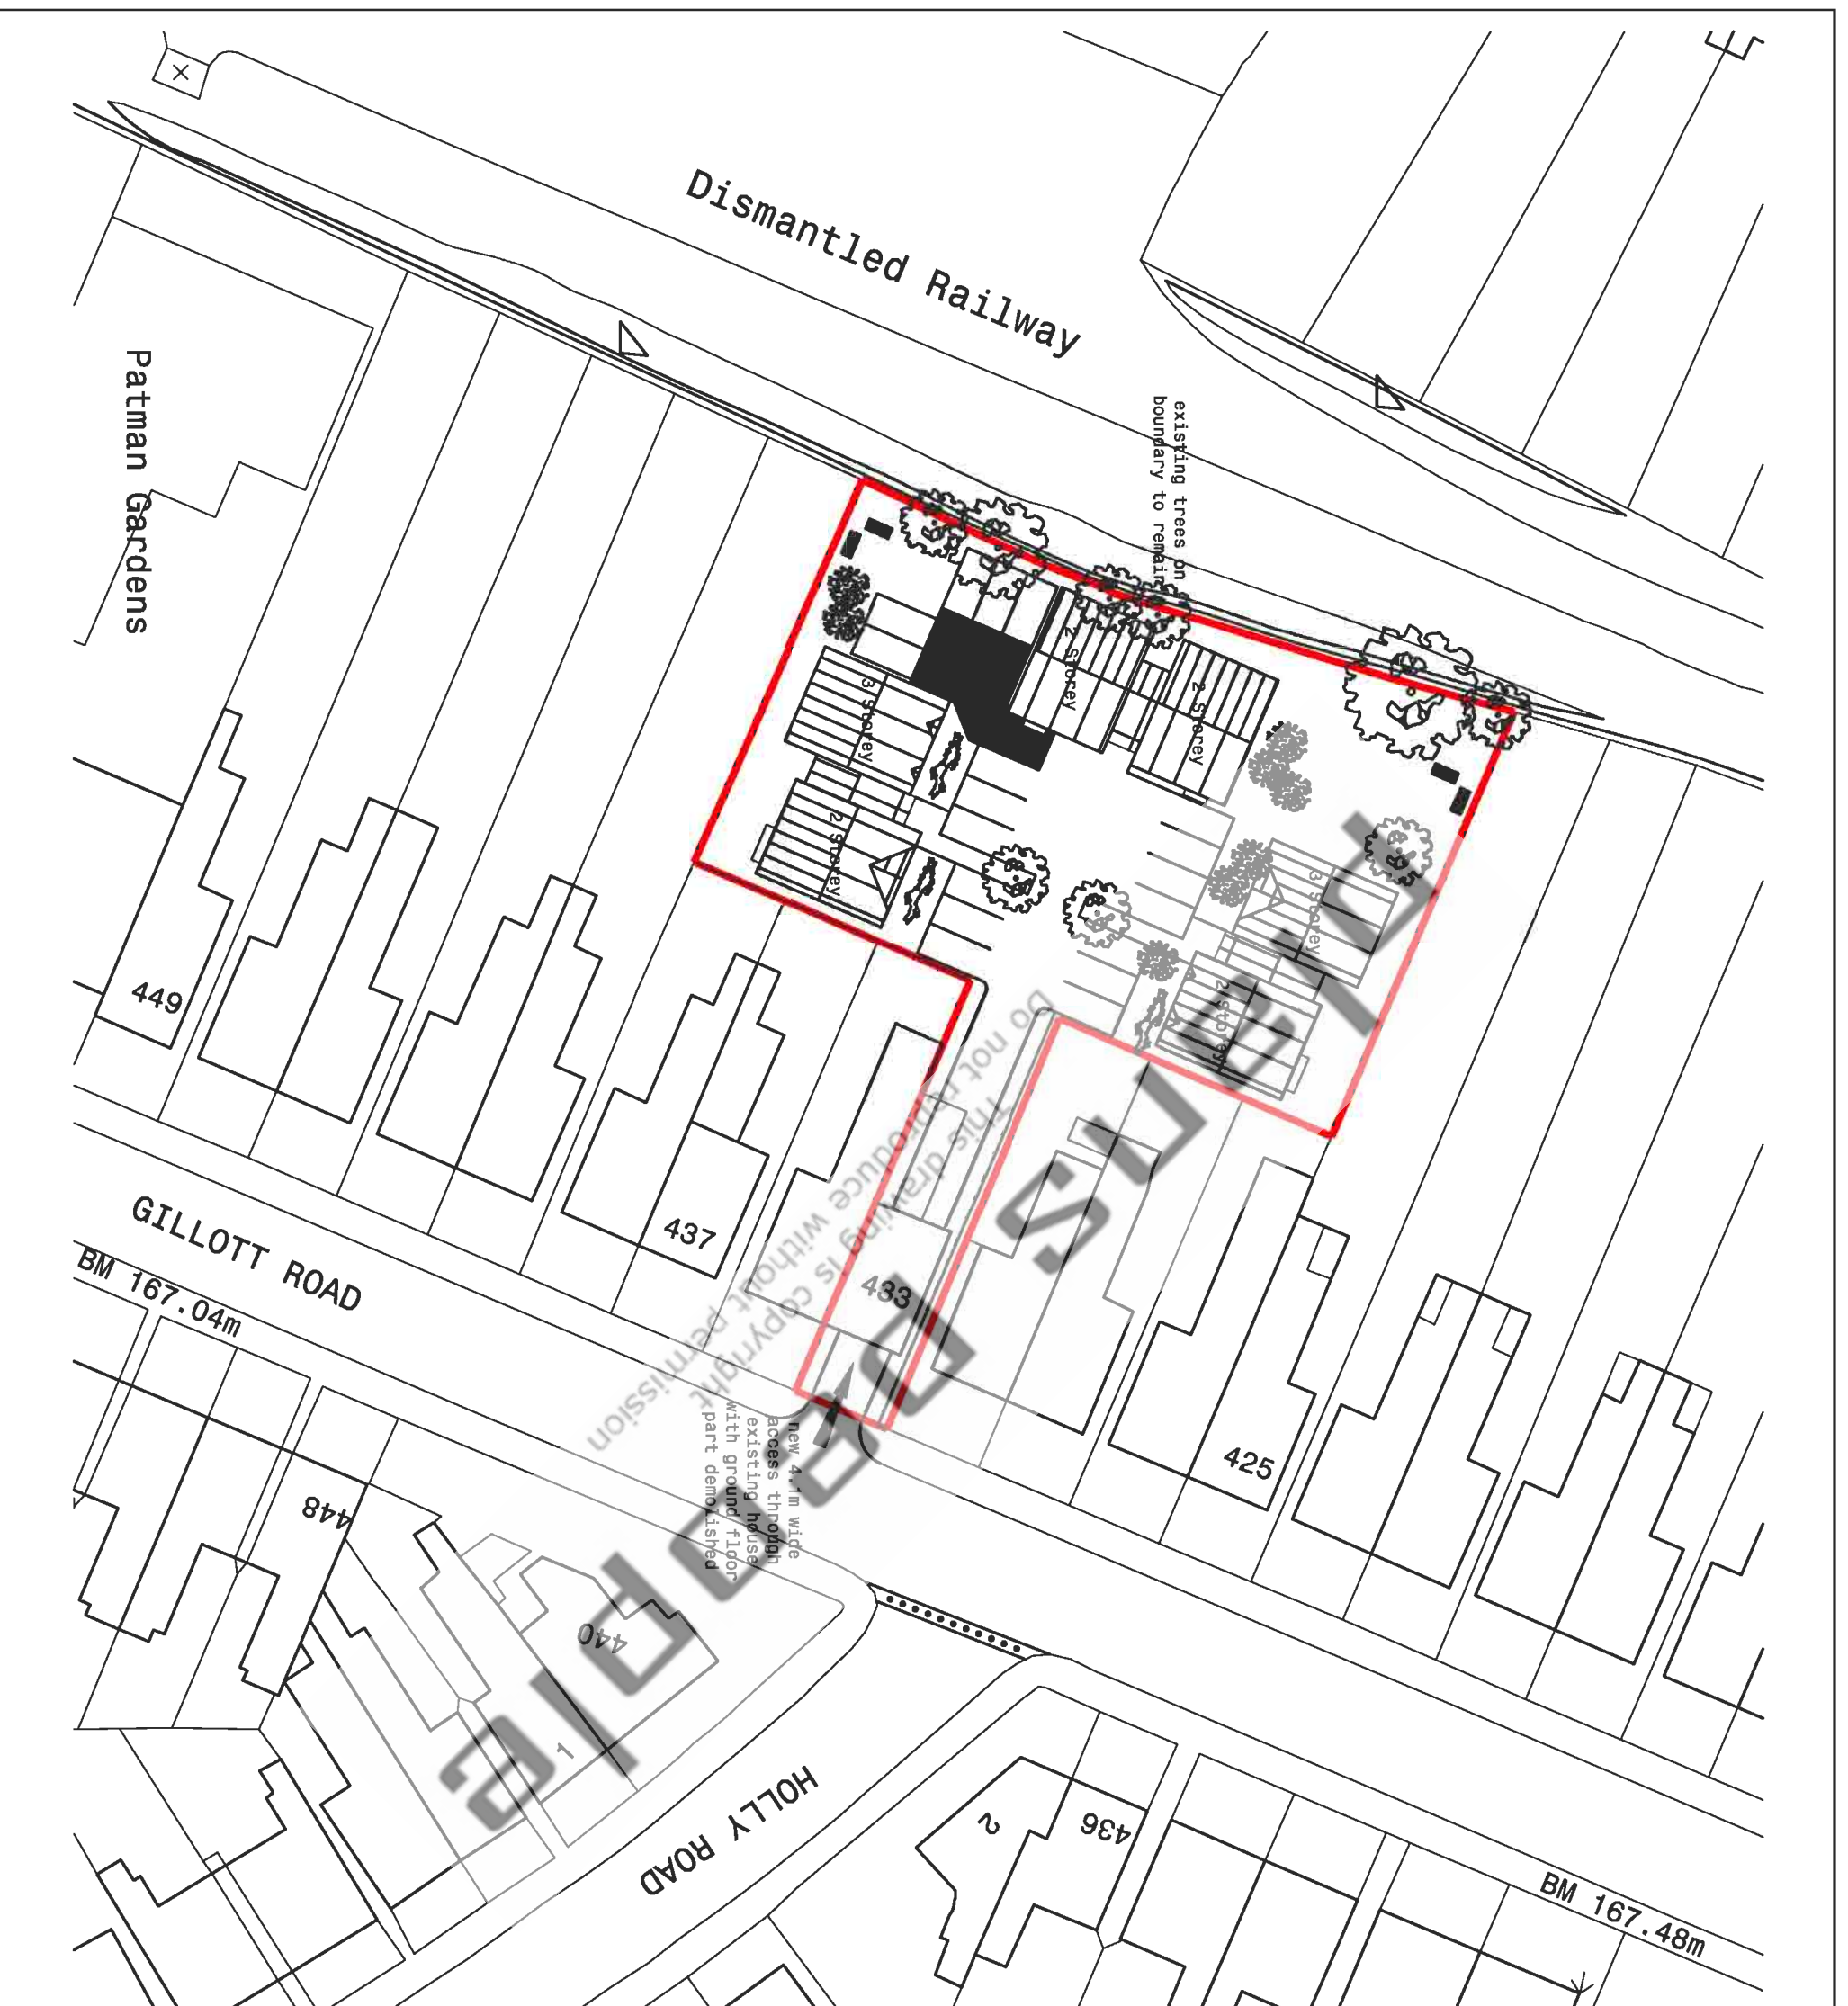 Dismantled Railway
existing trees on
boundary to remain
Patman Gardens
2 Storey
2 Storey
3 Storey
2 Storey
3 Storey
2 Storey
449
437
433
425
GILLOTT ROAD
BM 167.04m
Do not reproduce without permission
This drawing is copyright
new 4.1m wide
access through
existing house
with ground floor
part demolished
448
440
1
HOLLY ROAD
2
436
BM 167.48m